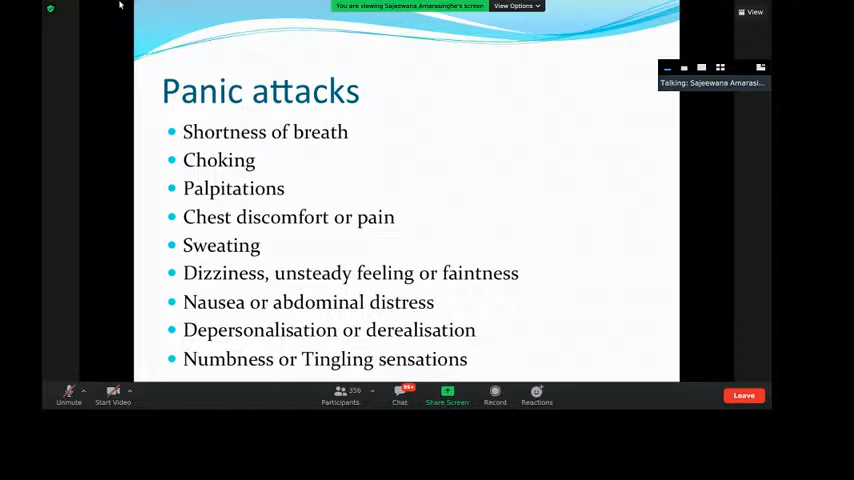 You are viewing Sajeewana Amarasinghe's screen
View Options
View
Talking: Sajeewana Amarasi...
Panic attacks
Shortness of breath
Choking
Palpitations
Chest discomfort or pain
Sweating
Dizziness, unsteady feeling or faintness
Nausea or abdominal distress
Depersonalisation or derealisation
Numbness or Tingling sensations
Unmute
Start Video
356
Participants
99+
Chat
Share Screen
Record
Reactions
Leave